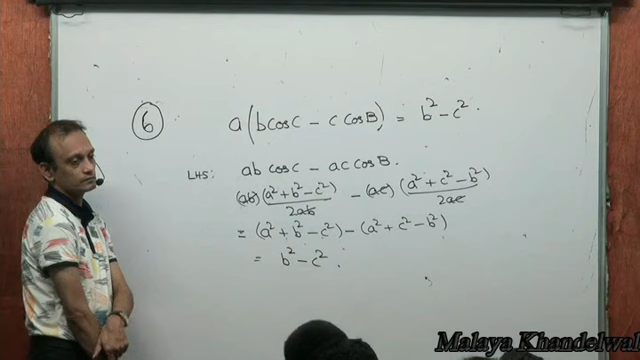 6 a(b cos C − c cos B) = b² − c².
LHS: ab cos C − ac cos B.
(ab) (a² + b² − c²)/2ab − (ac) (a² + c² − b²)/2ac
= (a² + b² − c²) − (a² + c² − b²)
= b² − c².
Malaya Khandelwal